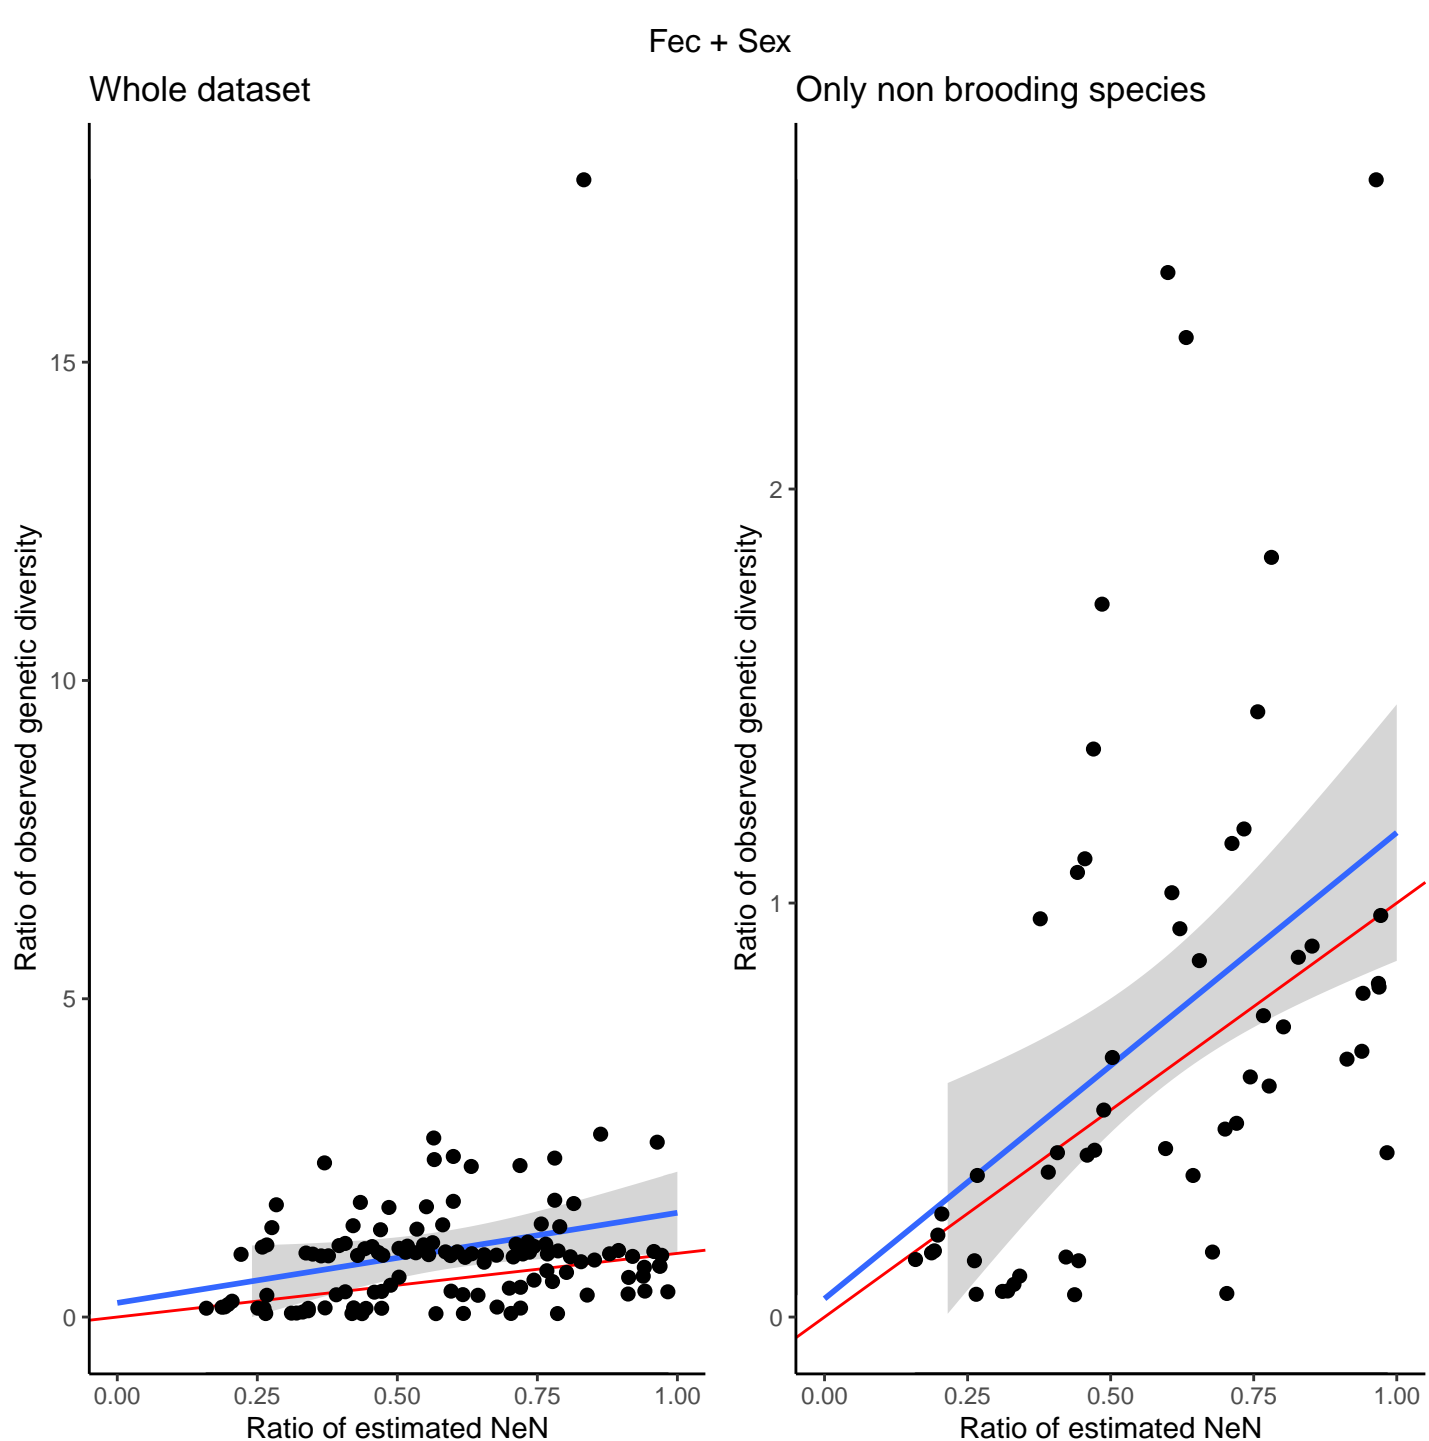 Fec + Sex
Whole dataset
Only non brooding species
Ratio of observed genetic diversity
15
10
5
0
0.00 0.25 0.50 0.75 1.00
Ratio of estimated NeN
Ratio of observed genetic diversity
2
1
0
0.00 0.25 0.50 0.75 1.00
Ratio of estimated NeN